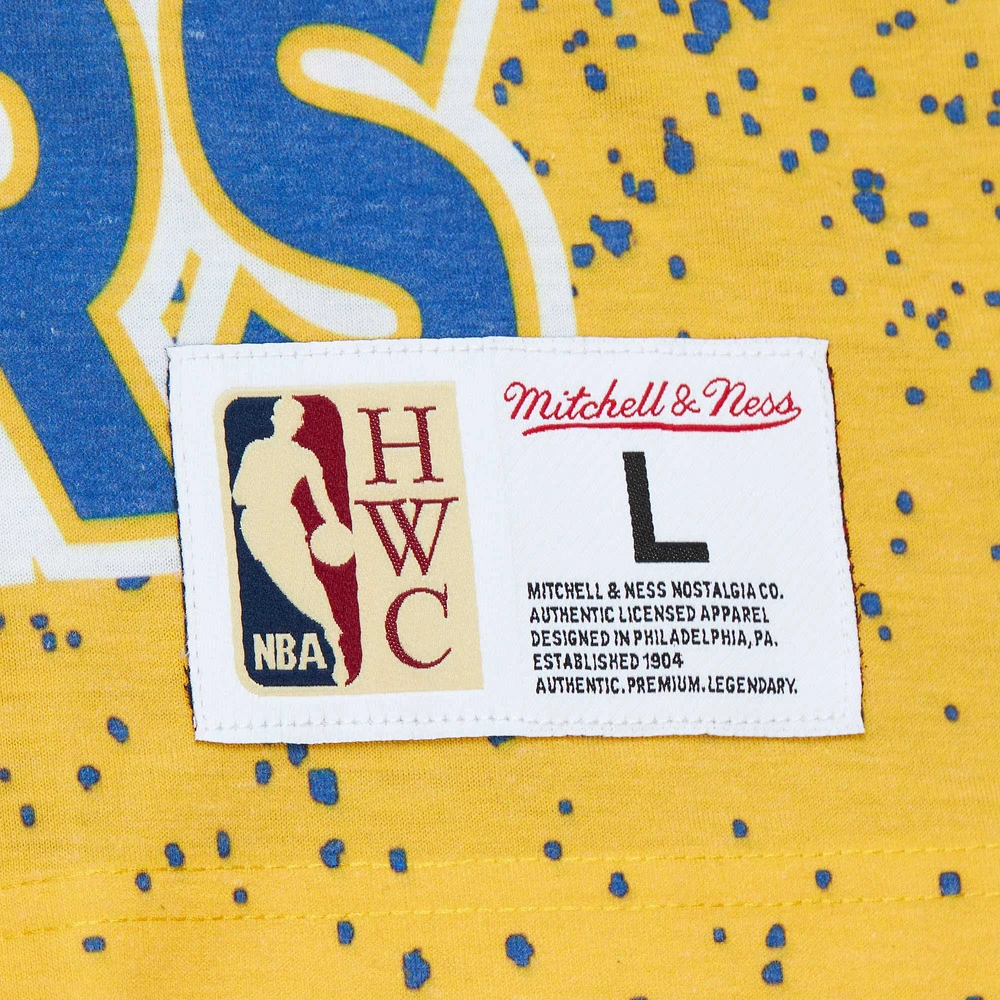 RS
NBA
H
W
C
Mitchell & Ness
L
MITCHELL & NESS NOSTALGIA CO.
AUTHENTIC LICENSED APPAREL
DESIGNED IN PHILADELPHIA, PA.
ESTABLISHED 1904
AUTHENTIC. PREMIUM. LEGENDARY.